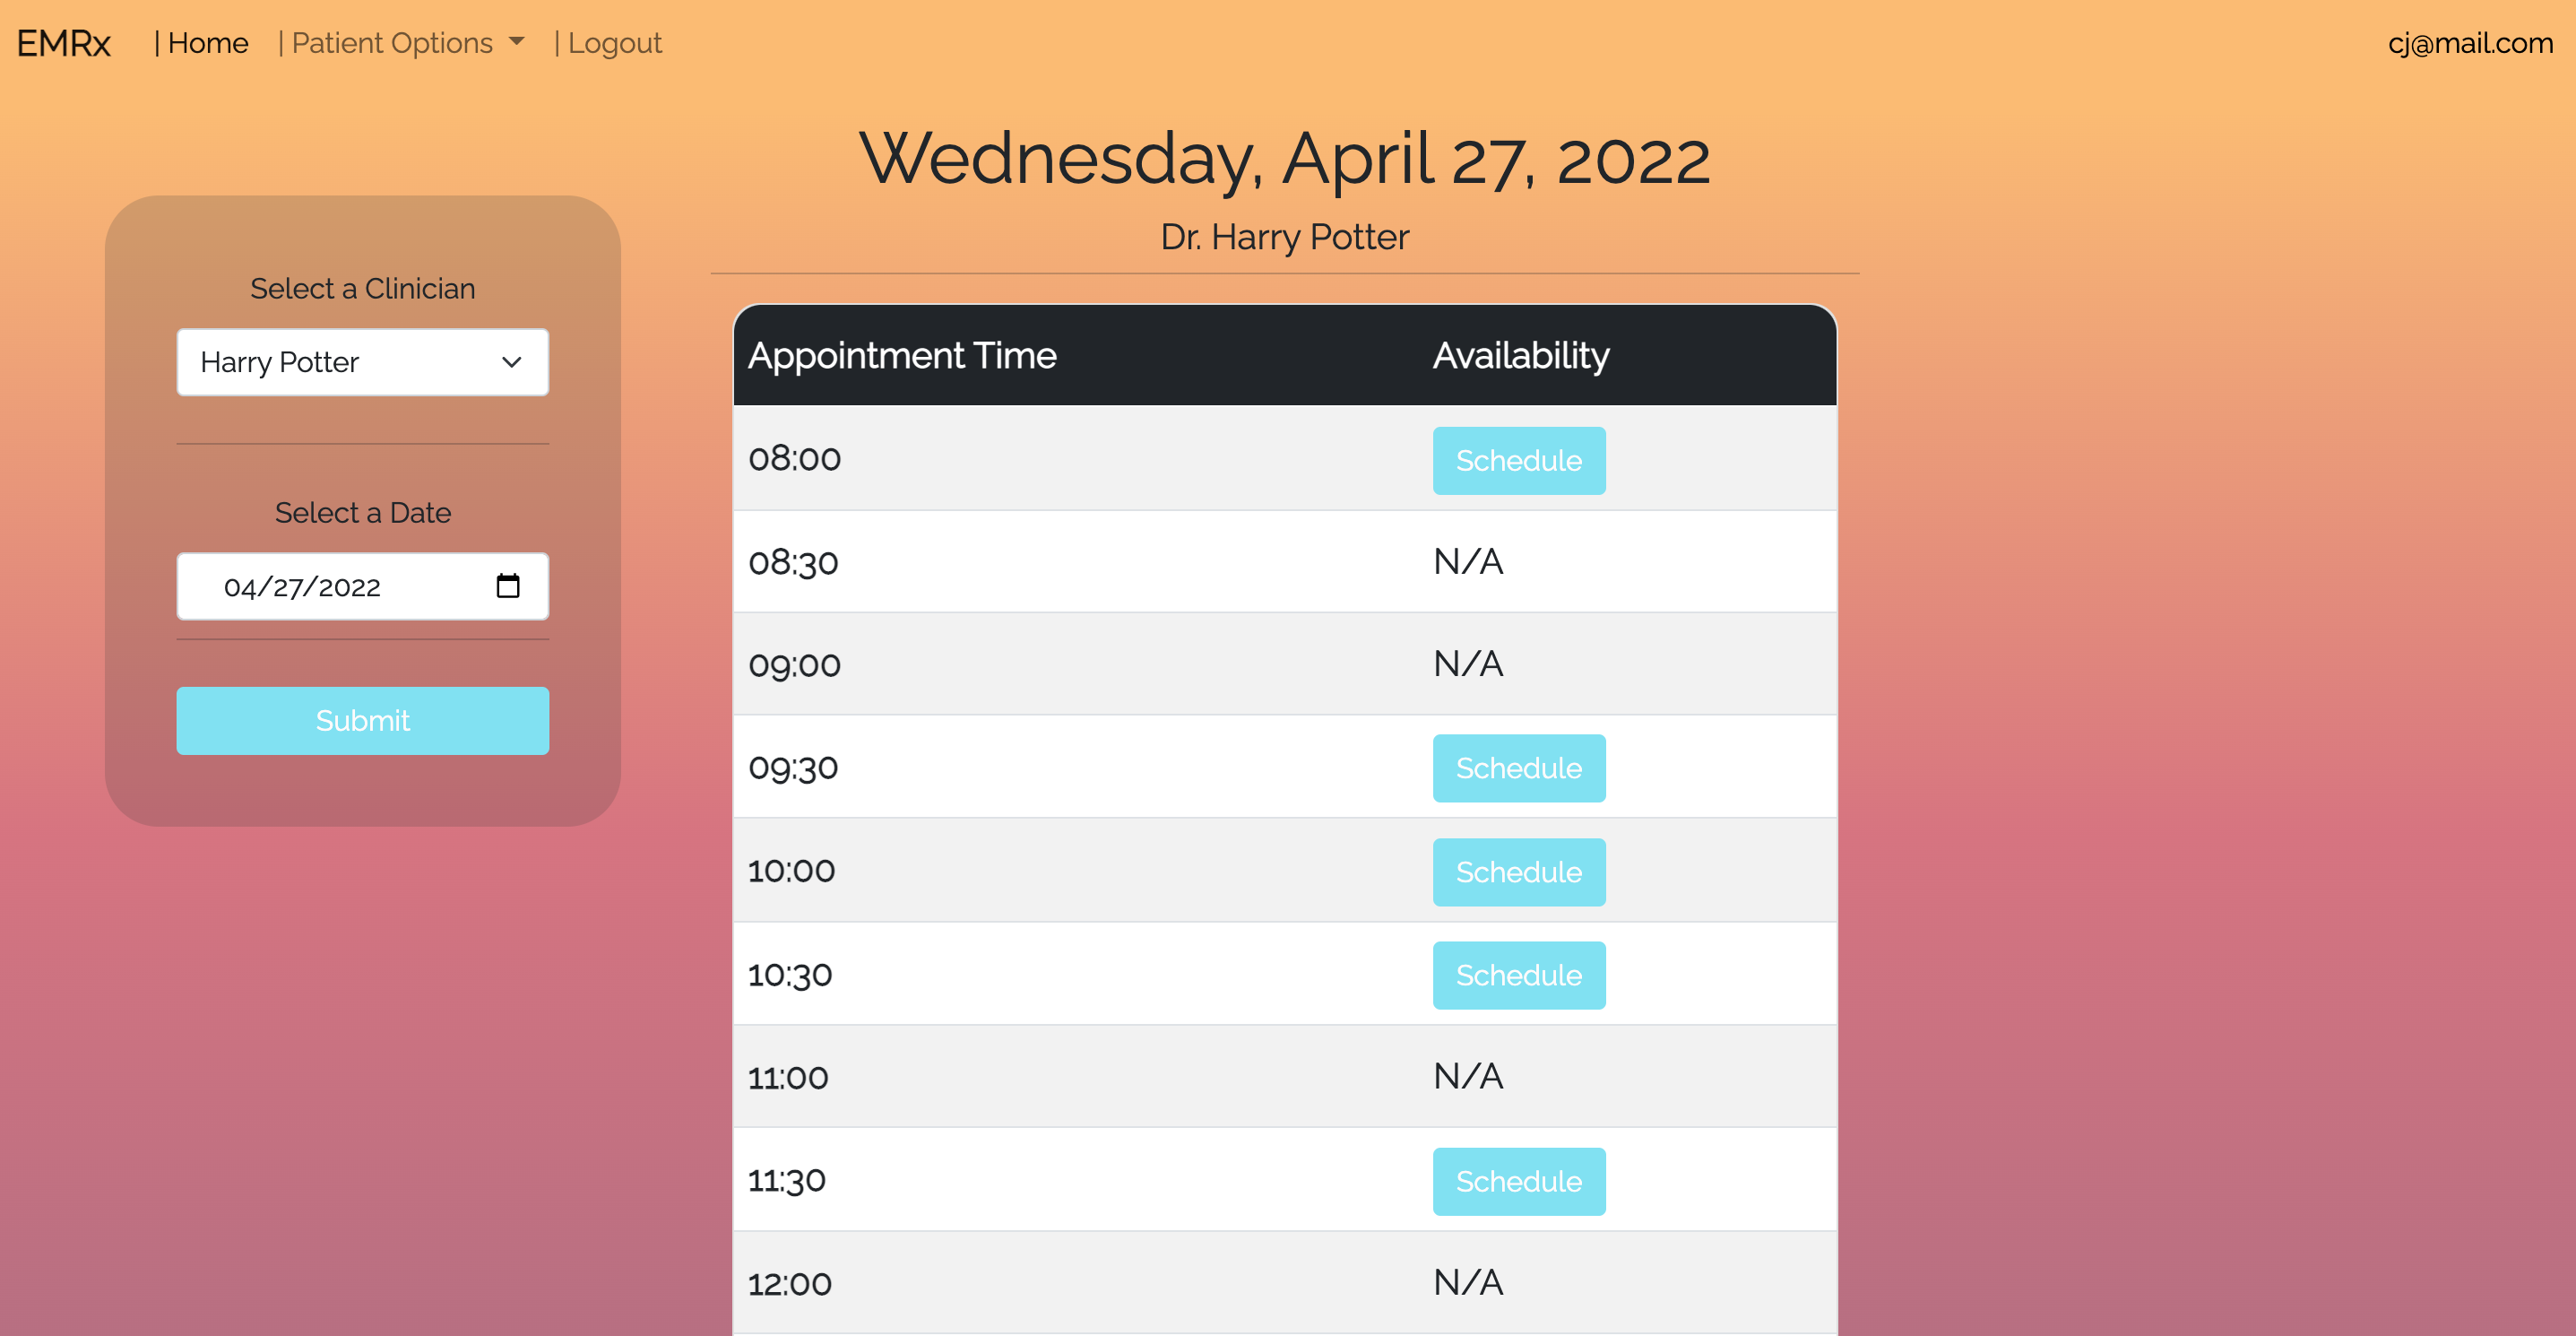 EMRx | Home | Patient Options | Logout cj@mail.com
Wednesday, April 27, 2022
Dr. Harry Potter
Select a Clinician
Harry Potter
Select a Date
04/27/2022
Submit
Appointment Time Availability
08:00 Schedule
08:30 N/A
09:00 N/A
09:30 Schedule
10:00 Schedule
10:30 Schedule
11:00 N/A
11:30 Schedule
12:00 N/A